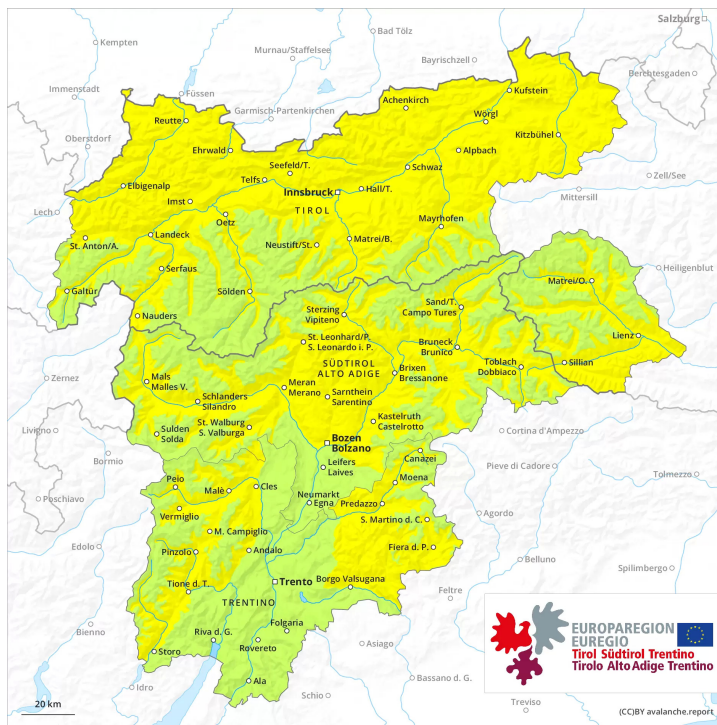 Salzburg
Kempten
Bad Tölz
Murnau/Staffelsee
Bayrischzell
Berchtesgaden
Immenstadt
Füssen
Garmisch-Partenkirchen
Achenkirch
Kufstein
Reutte
Wörgl
Oberstdorf
Ehrwald
Kitzbühel
Alpbach
Seefeld/T.
Schwaz
Telfs
Zell/See
Elbigenalp
Innsbruck
Hall/T.
Mittersill
Imst
TIROL
Lech
Oetz
Mayrhofen
St. Anton/A.
Landeck
Neustift/St.
Matrei/B.
Serfaus
Heiligenblut
Matrei/O.
Galtür
Sölden
Sand/T.
Campo Tures
Nauders
Sterzing
Vipiteno
Lienz
St. Leonhard/P.
S. Leonardo i. P.
Bruneck
Brunico
Toblach
Dobbiaco
Sillian
SÜDTIROL
ALTO ADIGE
Brixen
Bressanone
Zernez
Mals
Malles V.
Meran
Merano
Schlanders
Silandro
Sarnthein
Sarentino
St. Walburg
S. Valburga
Kastelruth
Castelrotto
Livigno
Sulden
Solda
Cortina d'Ampezzo
Bozen
Bolzano
Canazei
Bormio
Leifers
Laives
Pieve di Cadore
Tolmezzo
Peio
Moena
Poschiavo
Malè
Cles
Neumarkt
Egna
Predazzo
Vermiglio
Agordo
S. Martino d. C.
M. Campiglio
Edolo
Pinzolo
Andalo
Fiera d. P.
Belluno
Spilimbergo
Trento
Borgo Valsugana
Tione d. T.
Feltre
TRENTINO
Folgaria
Bienno
Riva d. G.
Rovereto
Asiago
Storo
Bassano d. G.
Ala
Idro
Schio
Treviso
20 km
EUROPAREGION
EUREGIO
Tirol Südtirol Trentino
Tirolo Alto Adige Trentino
(CC)BY avalanche.report